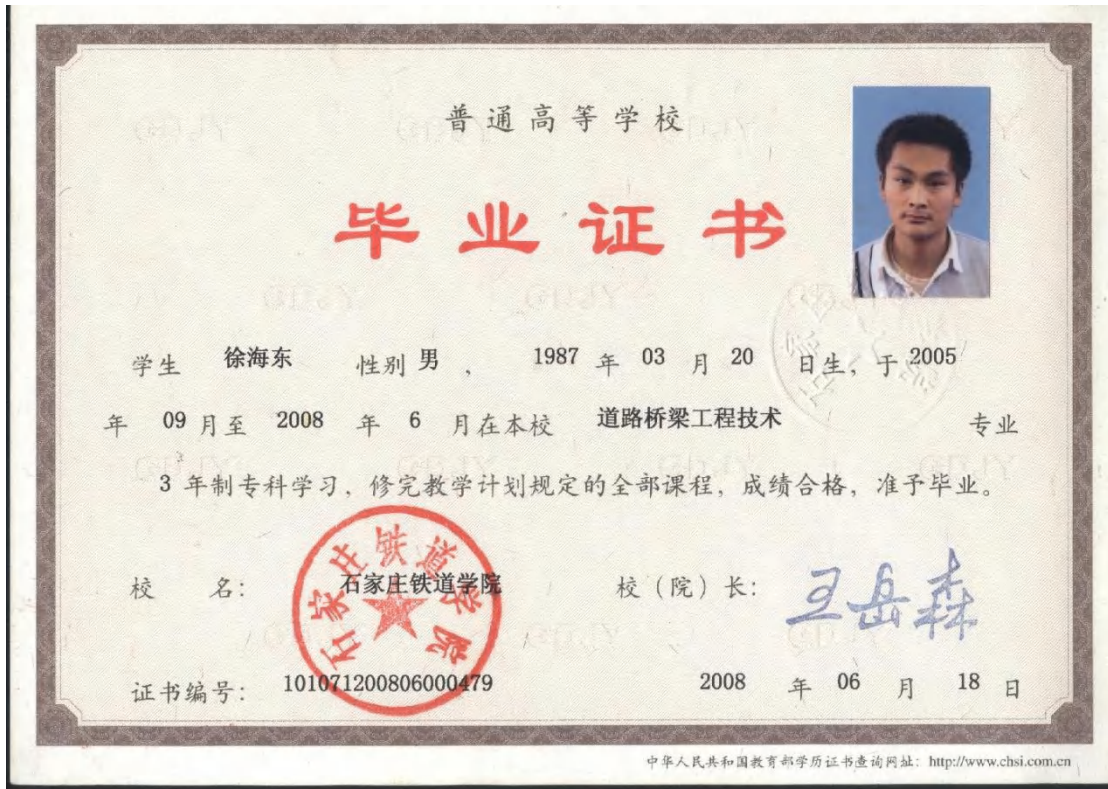 普通高等学校
毕业证书
学生 徐海东 性别 男 , 1987 年 03 月 20 日生, 于 2005
年 09 月至 2008 年 6 月在本校 道路桥梁工程技术 专业
3 年制专科学习, 修完教学计划规定的全部课程, 成绩合格, 准予毕业。
校 名: 石家庄铁道学院 校(院)长: 王岳森
石家庄铁道学院
证书编号: 101071200806000479 2008 年 06 月 18 日
中华人民共和国教育部学历证书查询网址: http://www.chsi.com.cn